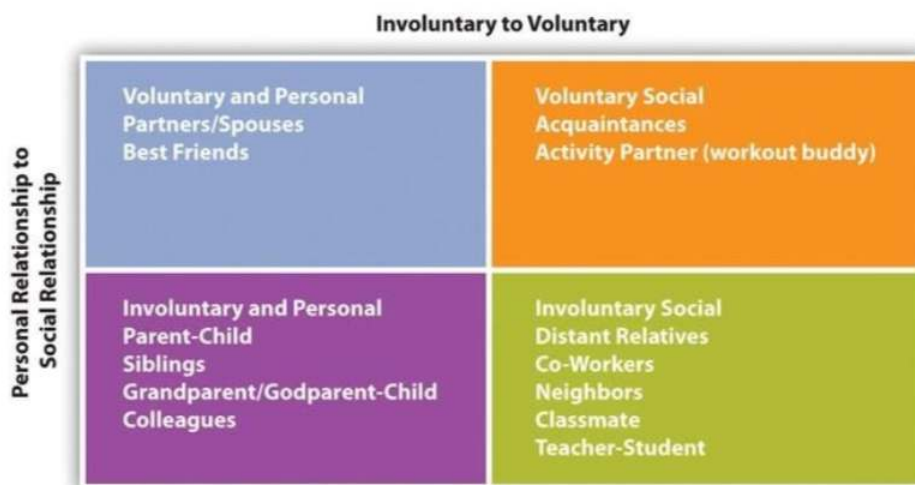 Involuntary to Voluntary
Personal Relationship to
Social Relationship
Voluntary and Personal
Partners/Spouses
Best Friends
Voluntary Social
Acquaintances
Activity Partner (workout buddy)
Involuntary and Personal
Parent-Child
Siblings
Grandparent/Godparent-Child
Colleagues
Involuntary Social
Distant Relatives
Co-Workers
Neighbors
Classmate
Teacher-Student